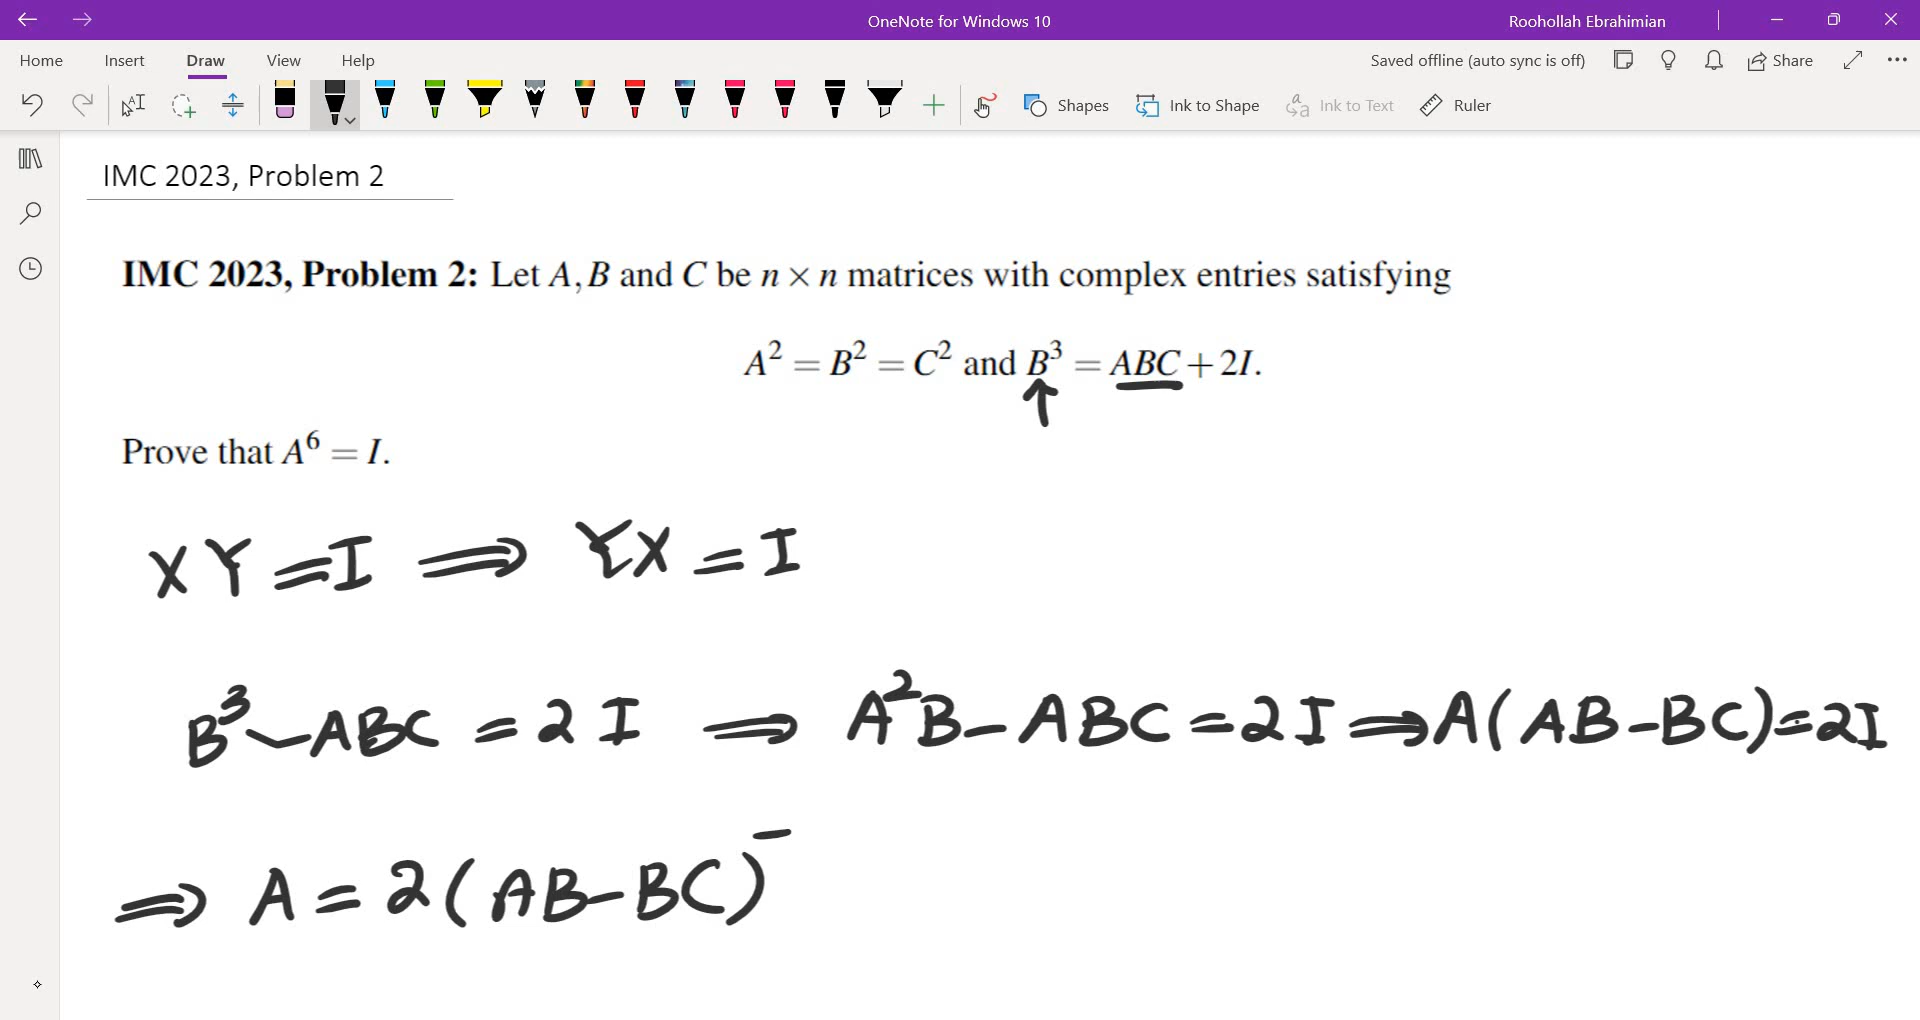 OneNote for Windows 10
Roohollah Ebrahimian
Home Insert Draw View Help
Saved offline (auto sync is off) Share
Shapes Ink to Shape Ink to Text Ruler
IMC 2023, Problem 2
IMC 2023, Problem 2: Let A, B and C be n × n matrices with complex entries satisfying
A² = B² = C² and B³ = ABC + 2I.
Prove that A⁶ = I.
XY = I ⟹ YX = I
B³ − ABC = 2I ⟹ A²B − ABC = 2I ⟹ A(AB − BC) = 2I
⟹ A = 2(AB − BC)⁻